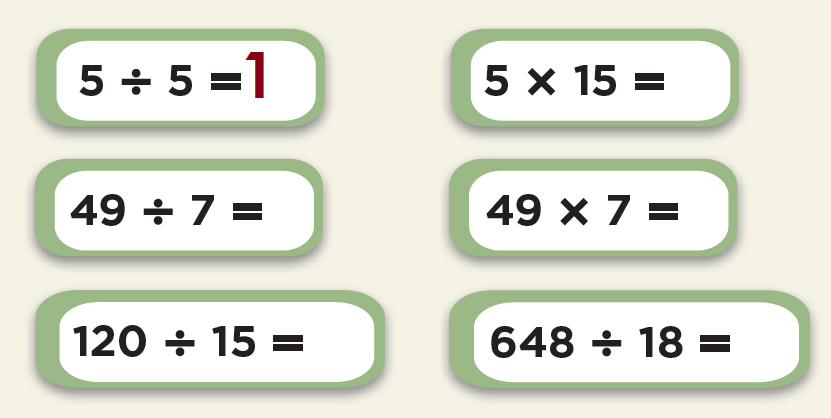 5 ÷ 5 =1
5 × 15 =
49 ÷ 7 =
49 × 7 =
120 ÷ 15 =
648 ÷ 18 =